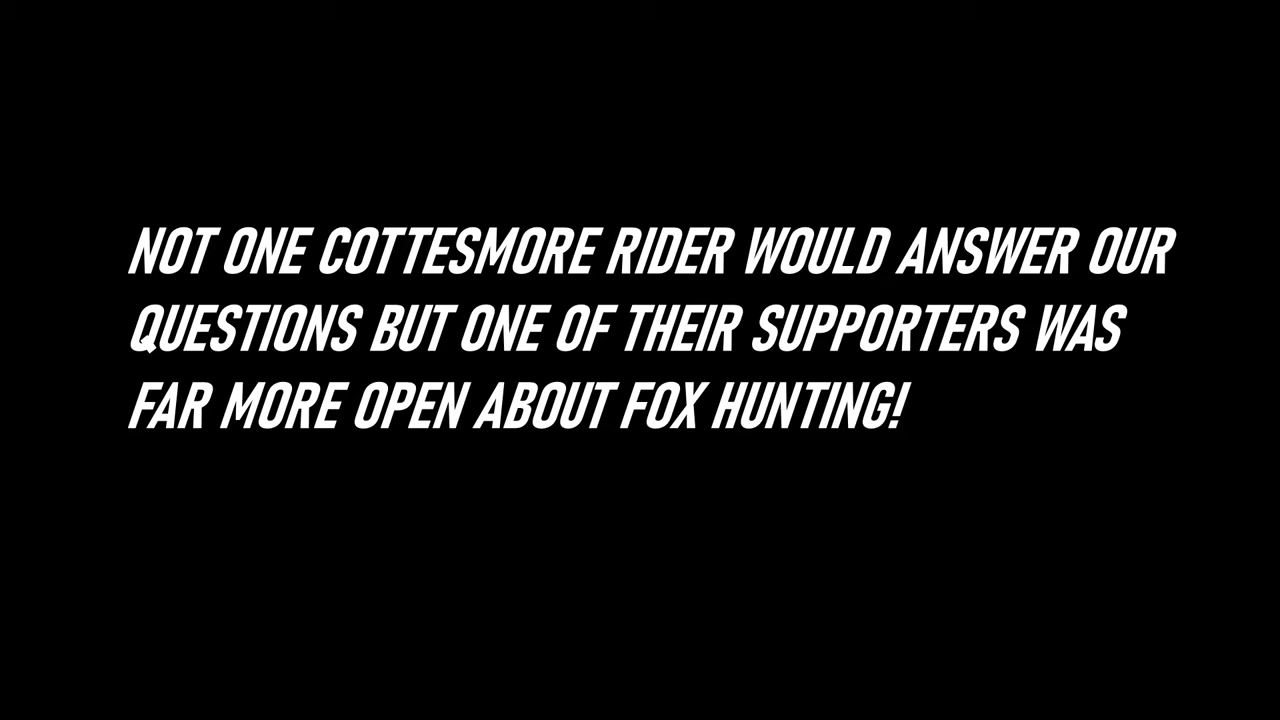 NOT ONE COTTESMORE RIDER WOULD ANSWER OUR
QUESTIONS BUT ONE OF THEIR SUPPORTERS WAS
FAR MORE OPEN ABOUT FOX HUNTING!